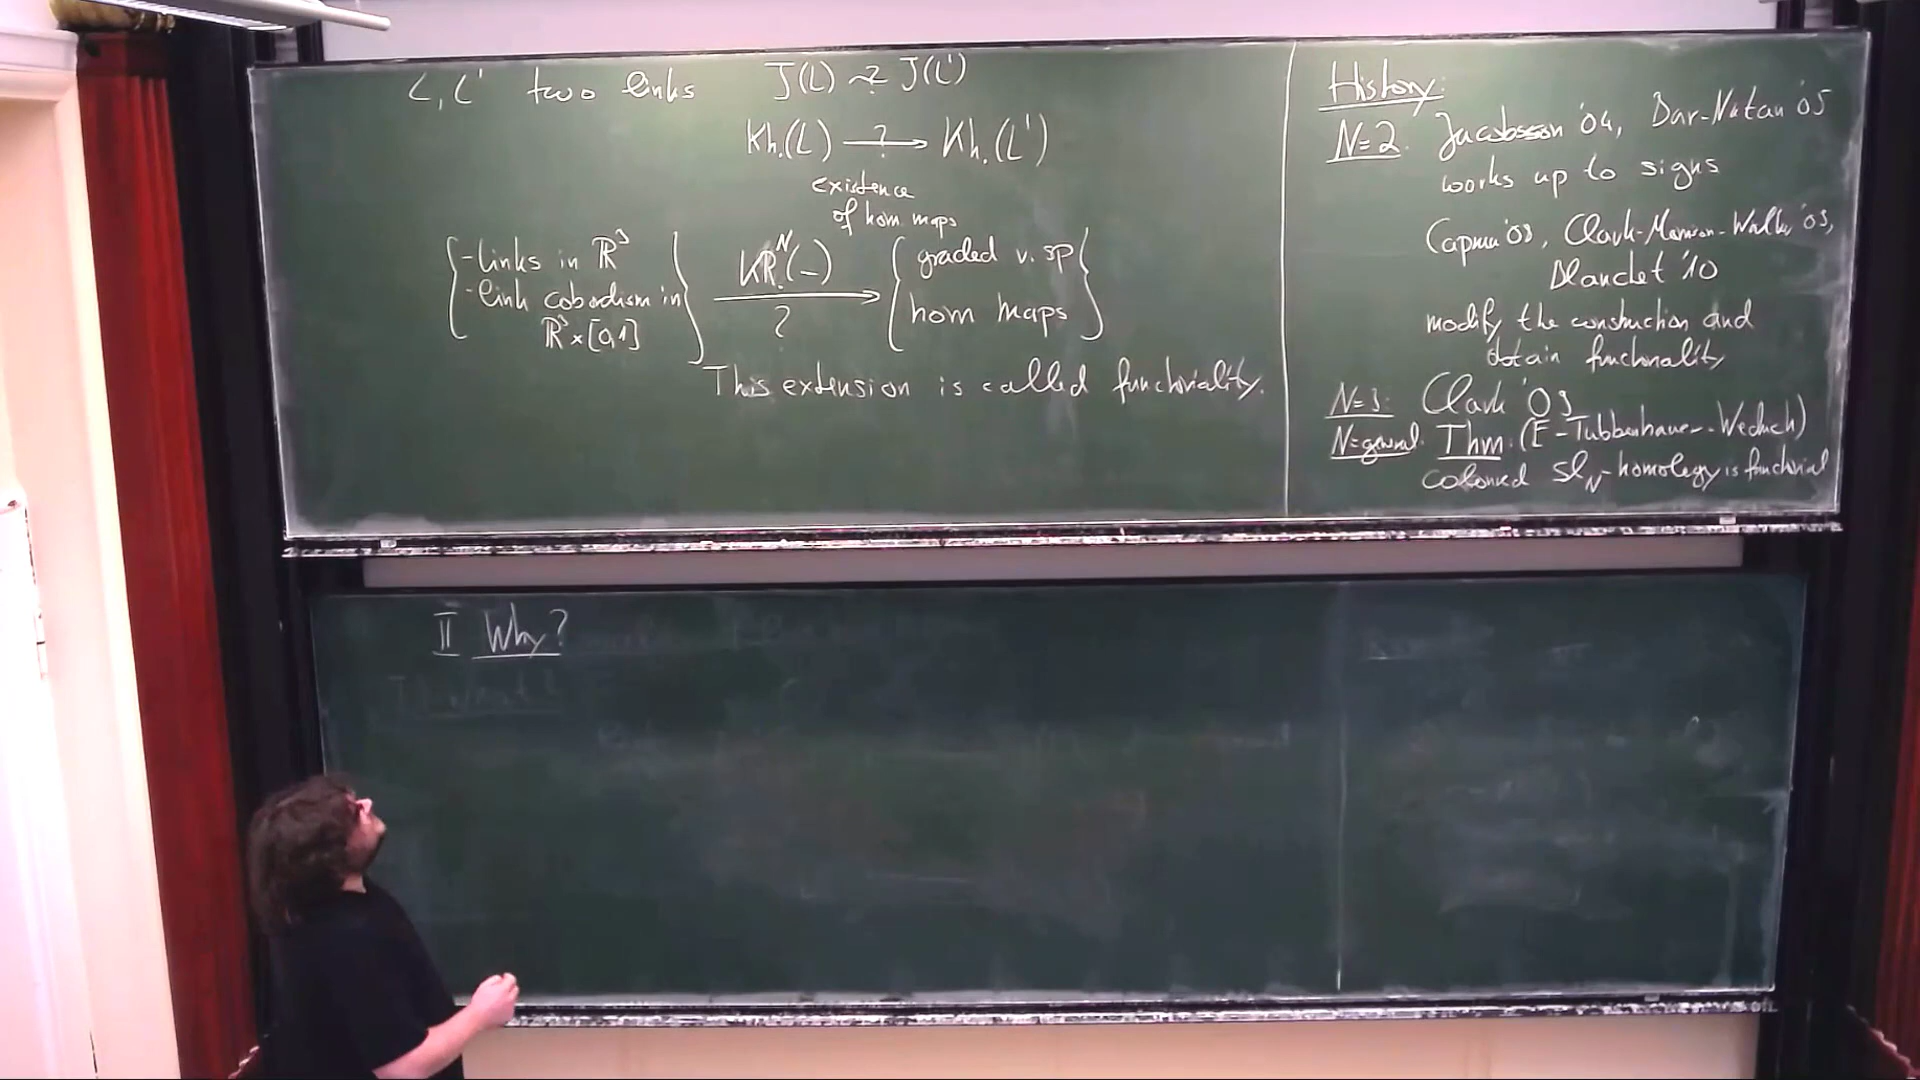 L, L' two links J(L) ~? J(L')
Kh.(L) —?→ Kh.(L')
existence
of hom maps
{ -links in ℝ³
-link cobordism in
ℝ³×[0,1] } KR.ᴺ(-) → ? { graded v. sp
hom maps }
This extension is called functoriality.
History:
N=2. Jacobsson '04, Bar-Natan '05
works up to signs
Caprau '08, Clark-Morrison-Walker '09,
Blanchet '10
modify the construction and
obtain functionality
N=3: Clark '09
N=general. Thm. (E-Tubbenhauer-Wedrich)
coloured sl_N-homology is functorial
II Why?